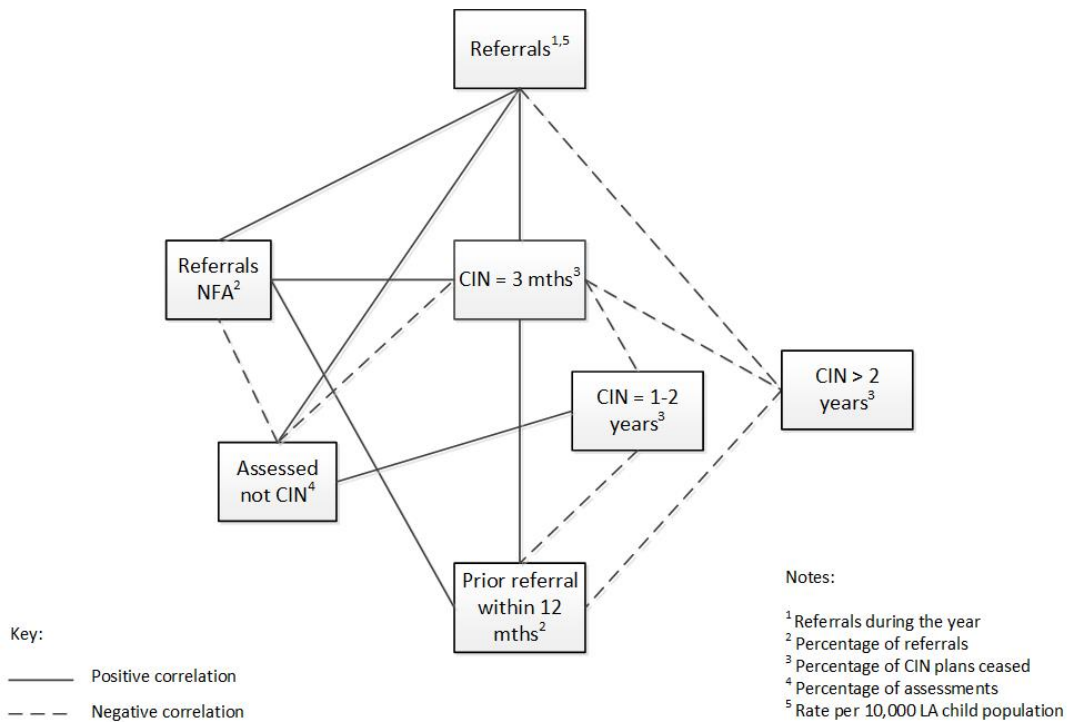 Referrals1,5
Referrals
NFA2
CIN = 3 mths3
CIN = 1-2
years3
CIN > 2
years3
Assessed
not CIN4
Prior referral
within 12
mths2
Key:
Positive correlation
Negative correlation
Notes:
1 Referrals during the year
2 Percentage of referrals
3 Percentage of CIN plans ceased
4 Percentage of assessments
5 Rate per 10,000 LA child population